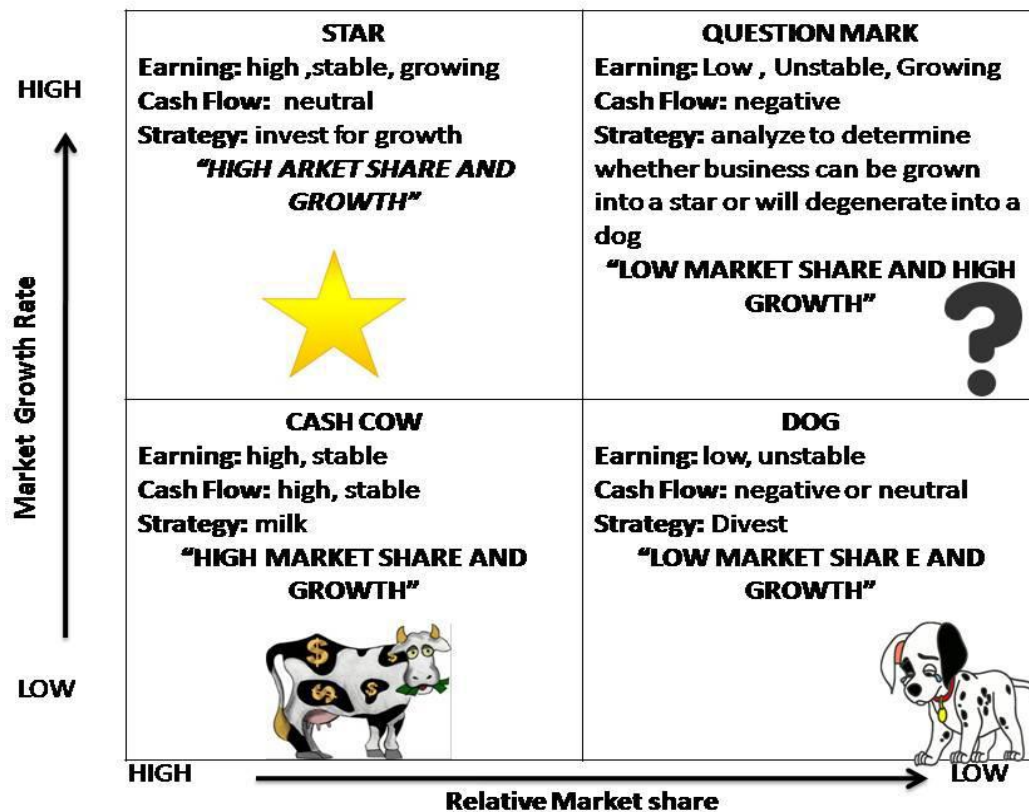 STAR
Earning: high ,stable, growing
Cash Flow: neutral
Strategy: invest for growth
“HIGH ARKET SHARE AND
GROWTH”
QUESTION MARK
Earning: Low , Unstable, Growing
Cash Flow: negative
Strategy: analyze to determine
whether business can be grown
into a star or will degenerate into a
dog
“LOW MARKET SHARE AND HIGH
GROWTH”
HIGH
Market Growth Rate
LOW
CASH COW
Earning: high, stable
Cash Flow: high, stable
Strategy: milk
“HIGH MARKET SHARE AND
GROWTH”
$
$
$
$
DOG
Earning: low, unstable
Cash Flow: negative or neutral
Strategy: Divest
“LOW MARKET SHAR E AND
GROWTH”
HIGH
LOW
Relative Market share